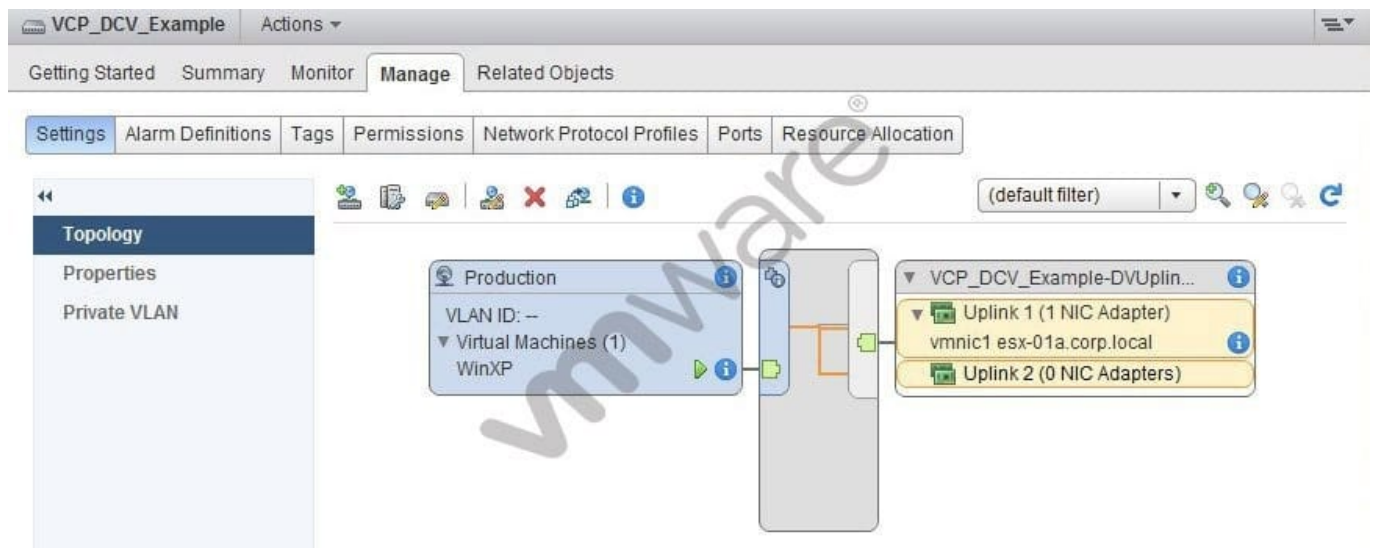 VCP_DCV_Example Actions
Getting Started Summary Monitor Manage Related Objects
Settings Alarm Definitions Tags Permissions Network Protocol Profiles Ports Resource Allocation
(default filter)
Topology
Properties
Private VLAN
Production
VLAN ID: --
Virtual Machines (1)
WinXP
VCP_DCV_Example-DVUplin...
Uplink 1 (1 NIC Adapter)
vmnic1 esx-01a.corp.local
Uplink 2 (0 NIC Adapters)
vmware®